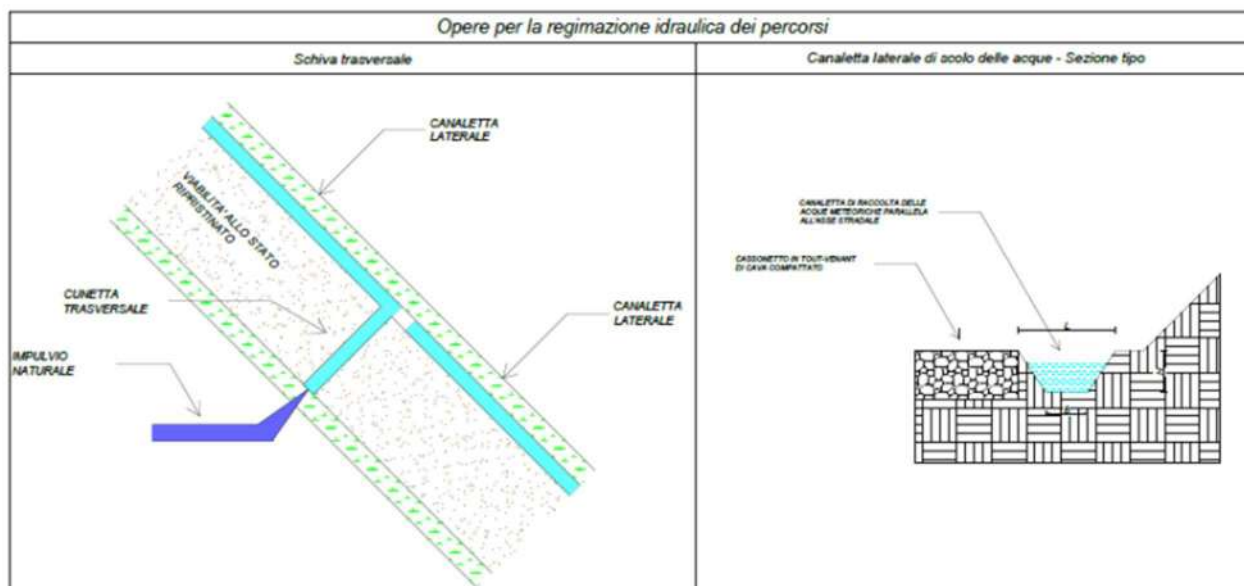 Opere per la regimazione idraulica dei percorsi
Schiva trasversale
Canaletta laterale di scolo delle acque - Sezione tipo
CANALETTA
LATERALE
VIABILITA' ALLO STATO
RIPRISTINATO
CUNETTA
TRASVERSALE
CANALETTA
LATERALE
IMPULVIO
NATURALE
CANALETTA DI RACCOLTA DELLE
ACQUE METEORICHE PARALLELA
ALL'ASSE STRADALE
CASSONETTO IN TOUT-VENANT
DI CAVA COMPATTATO
L